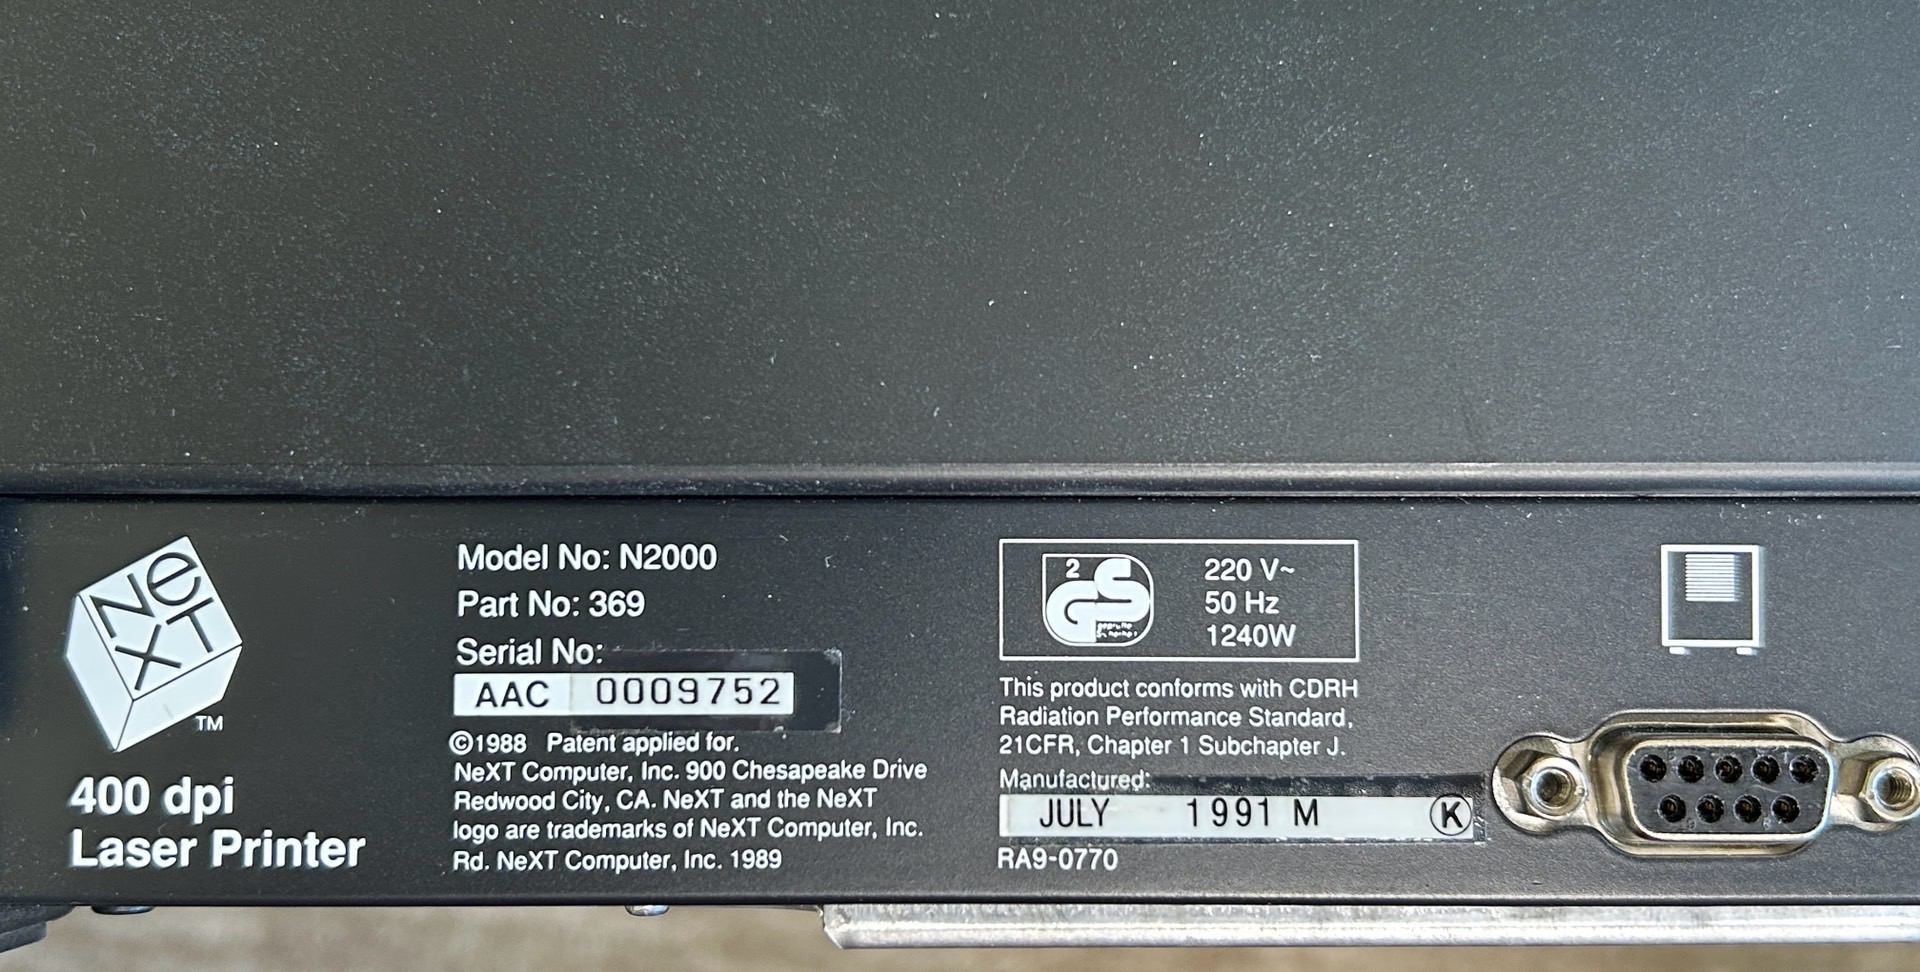 NeXT
TM
400 dpi
Laser Printer
Model No: N2000
Part No: 369
Serial No:
AAC 0009752
©1988 Patent applied for.
NeXT Computer, Inc. 900 Chesapeake Drive
Redwood City, CA. NeXT and the NeXT
logo are trademarks of NeXT Computer, Inc.
Rd. NeXT Computer, Inc. 1989
2
GS
geprüfte
Sicherheit
220 V~
50 Hz
1240W
This product conforms with CDRH
Radiation Performance Standard,
21CFR, Chapter 1 Subchapter J.
Manufactured:
JULY 1991 M K
RA9-0770